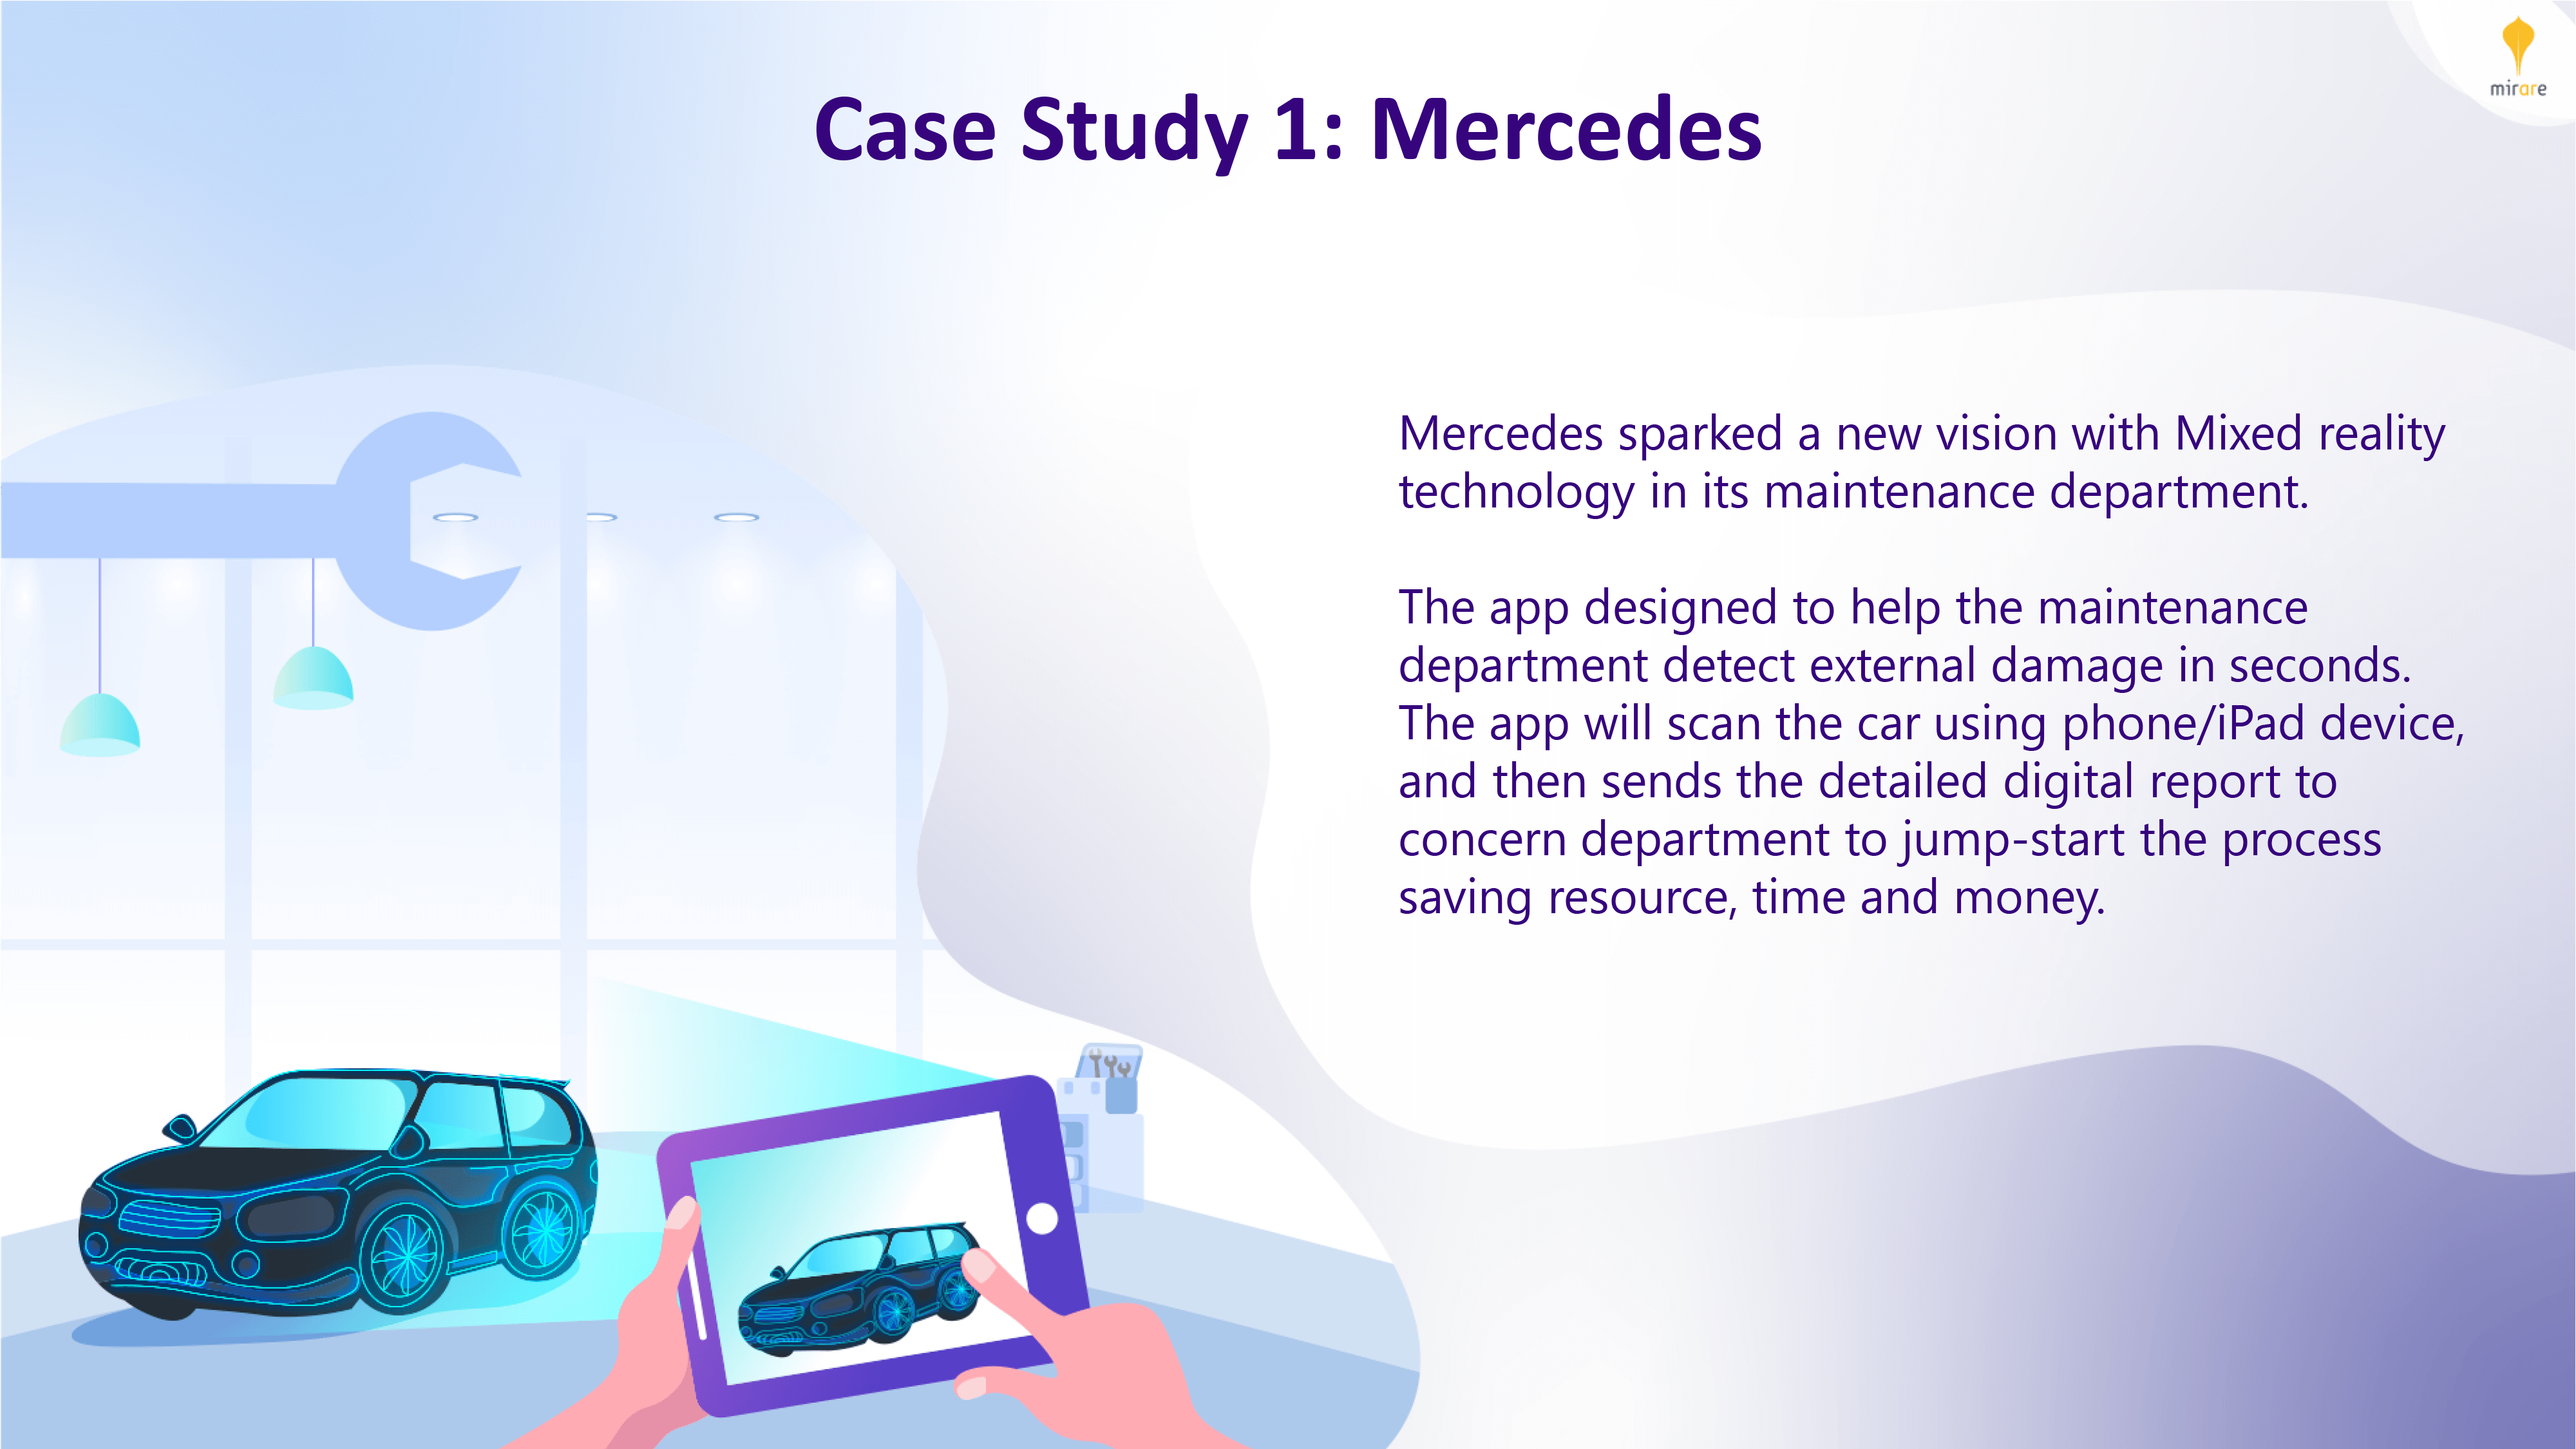 mirare
Case Study 1: Mercedes
Mercedes sparked a new vision with Mixed reality
technology in its maintenance department.
The app designed to help the maintenance
department detect external damage in seconds.
The app will scan the car using phone/iPad device,
and then sends the detailed digital report to
concern department to jump-start the process
saving resource, time and money.